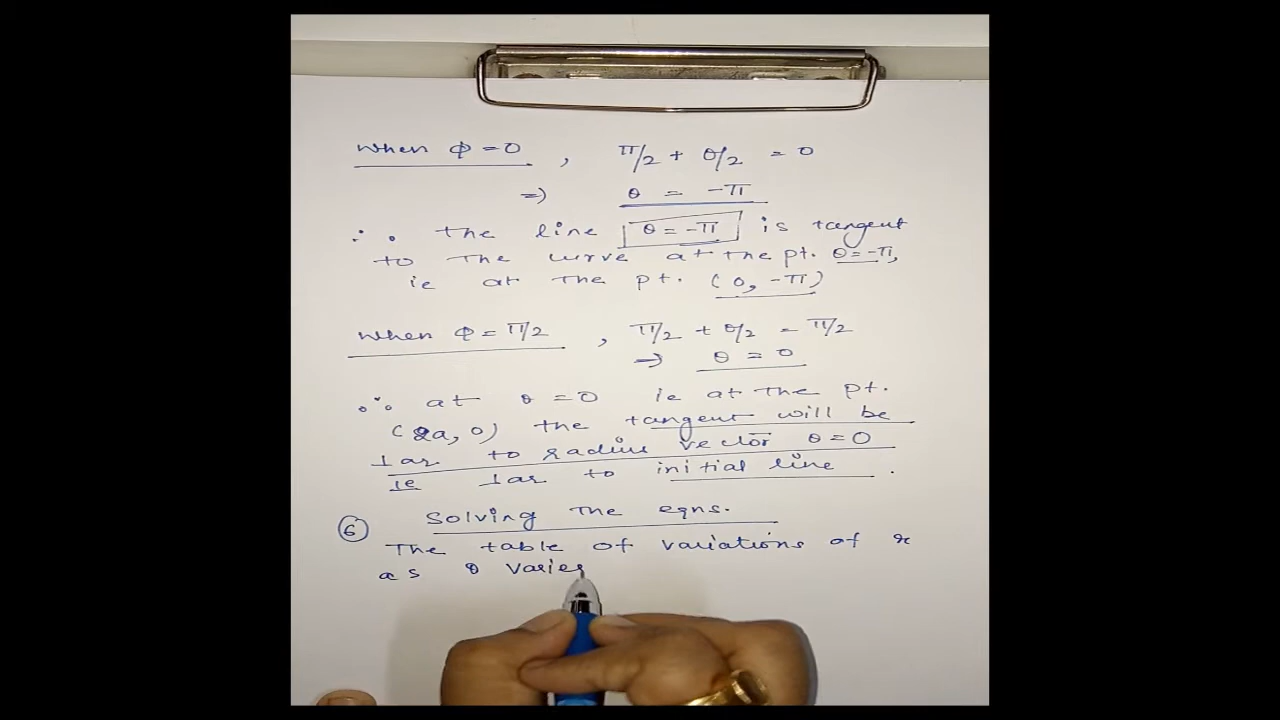 When φ = 0 , π/2 + θ/2 = 0
⇒ θ = -π
∴ the line θ = -π is tangent
to the curve at the pt. θ = -π,
ie at the pt. (0, -π)
When φ = π/2 , π/2 + θ/2 = π/2
⇒ θ = 0
∴ at θ = 0 ie at the pt.
(2a, 0) the tangent will be
⊥ar to radius vector θ = 0
ie ⊥ar to initial line .
⑥ Solving the eqns.
The table of variations of r
as θ varies